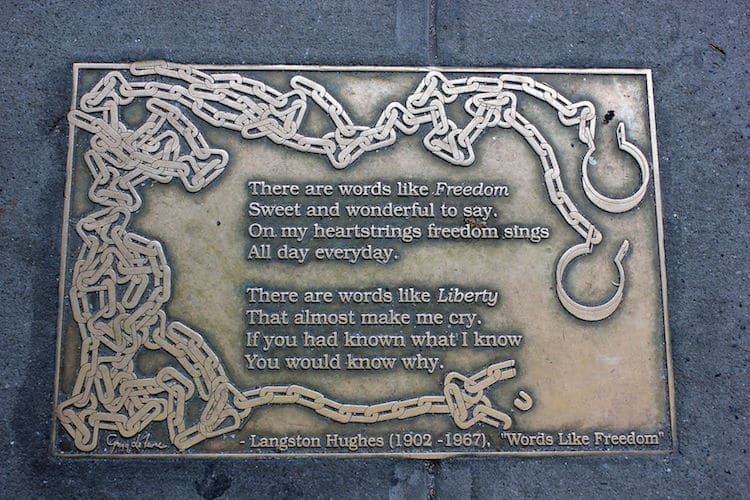 There are words like Freedom
Sweet and wonderful to say.
On my heartstrings freedom sings
All day everyday.
There are words like Liberty
That almost make me cry.
If you had known what I know
You would know why.
- Langston Hughes (1902 -1967), "Words Like Freedom"